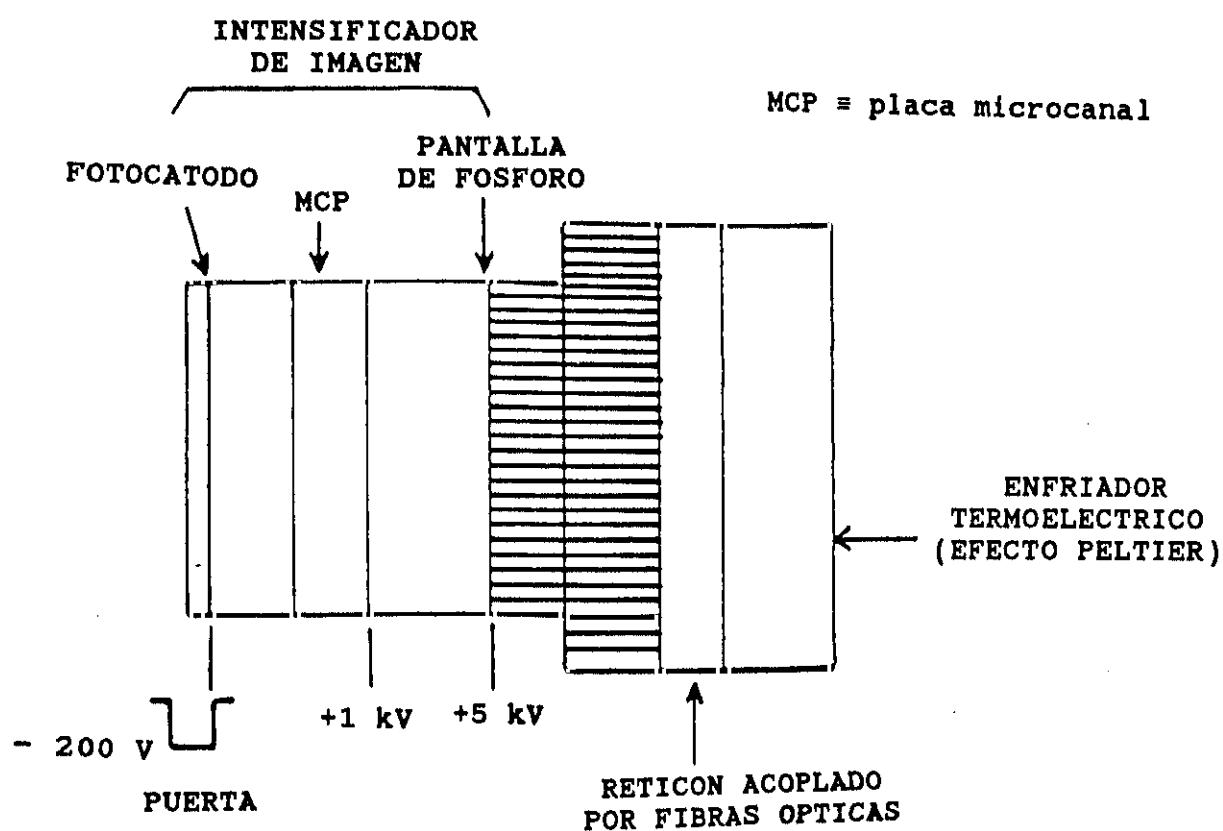 INTENSIFICADOR
DE IMAGEN
MCP ≡ placa microcanal
PANTALLA
DE FOSFORO
FOTOCATODO
MCP
ENFRIADOR
TERMOELECTRICO
(EFECTO PELTIER)
+1 kV
+5 kV
- 200 V
PUERTA
RETICON ACOPLADO
POR FIBRAS OPTICAS